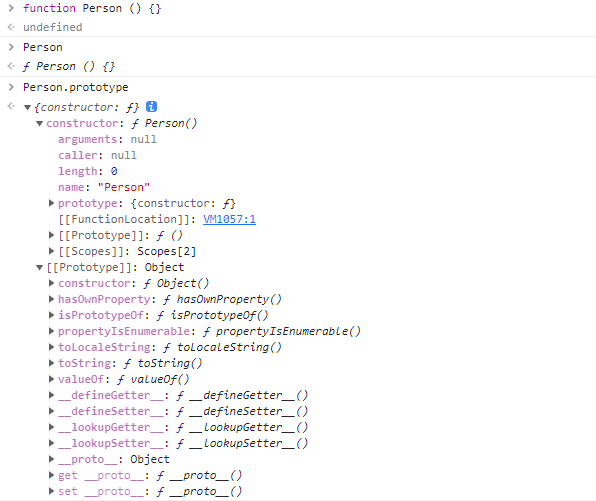 function Person () {}
undefined
Person
ƒ Person () {}
Person.prototype
{constructor: ƒ} i
constructor: ƒ Person()
arguments: null
caller: null
length: 0
name: "Person"
prototype: {constructor: ƒ}
[[FunctionLocation]]: VM1057:1
[[Prototype]]: ƒ ()
[[Scopes]]: Scopes[2]
[[Prototype]]: Object
constructor: ƒ Object()
hasOwnProperty: ƒ hasOwnProperty()
isPrototypeOf: ƒ isPrototypeOf()
propertyIsEnumerable: ƒ propertyIsEnumerable()
toLocaleString: ƒ toLocaleString()
toString: ƒ toString()
valueOf: ƒ valueOf()
__defineGetter__: ƒ __defineGetter__()
__defineSetter__: ƒ __defineSetter__()
__lookupGetter__: ƒ __lookupGetter__()
__lookupSetter__: ƒ __lookupSetter__()
__proto__: Object
get __proto__: ƒ __proto__()
set __proto__: ƒ __proto__()